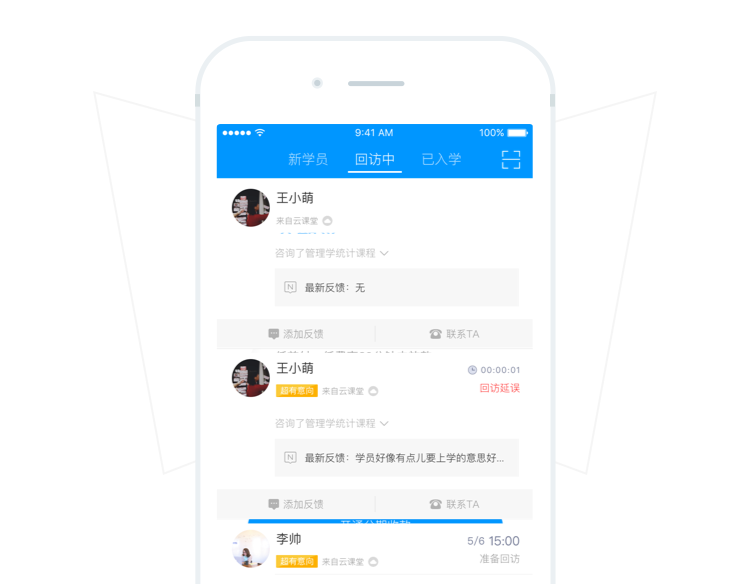 9:41 AM 100%
新学员 回访中 已入学
王小萌
来自云课堂
咨询了管理学统计课程
最新反馈：无
添加反馈 联系TA
王小萌 00:00:01
超有意向 来自云课堂 回访延误
咨询了管理学统计课程
最新反馈：学员好像有点儿要上学的意思好...
添加反馈 联系TA
李帅 5/6 15:00
超有意向 来自云课堂 准备回访